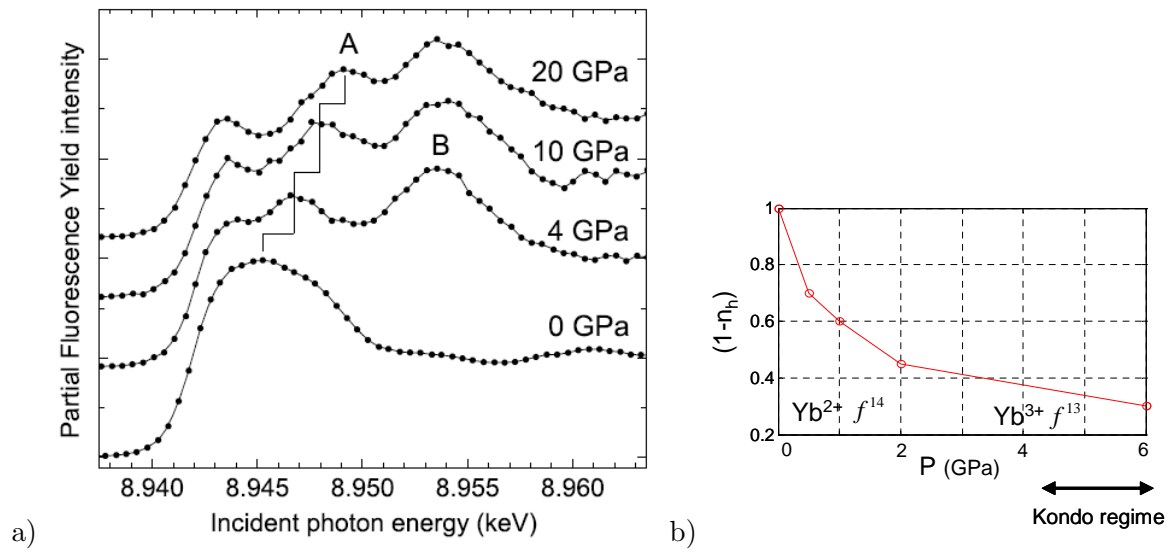 Partial Fluorescence Yield intensity
A
20 GPa
10 GPa
B
4 GPa
0 GPa
8.940 8.945 8.950 8.955 8.960
Incident photon energy (keV)
a)
(1-nh)
1
0.8
0.6
0.4
0.2
Yb2+ f14
Yb3+ f13
0 2 4 6
P (GPa)
Kondo regime
b)